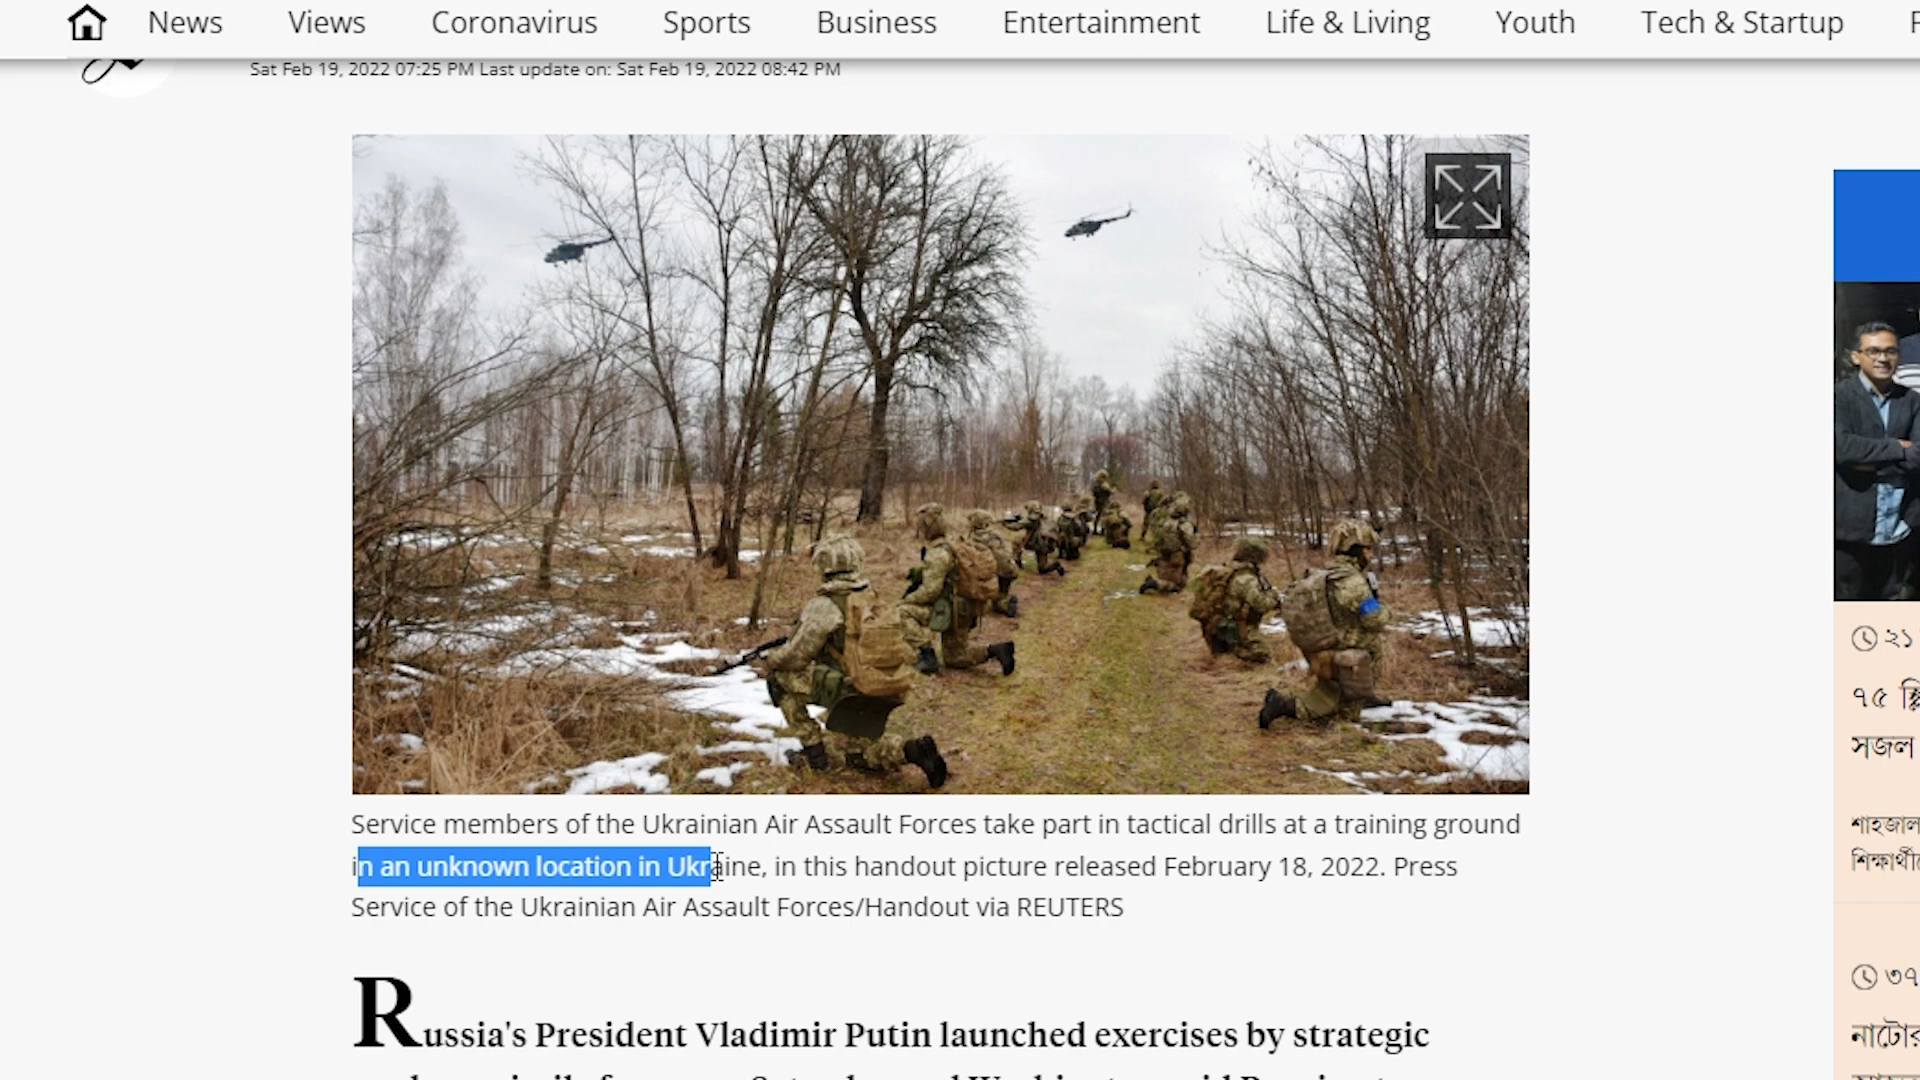 News Views Coronavirus Sports Business Entertainment Life & Living Youth Tech & Startup
Sat Feb 19, 2022 07:25 PM Last update on: Sat Feb 19, 2022 08:42 PM
Service members of the Ukrainian Air Assault Forces take part in tactical drills at a training ground
in an unknown location in Ukraine, in this handout picture released February 18, 2022. Press
Service of the Ukrainian Air Assault Forces/Handout via REUTERS
Russia's President Vladimir Putin launched exercises by strategic
২১
৭৫
সজল
৩৭